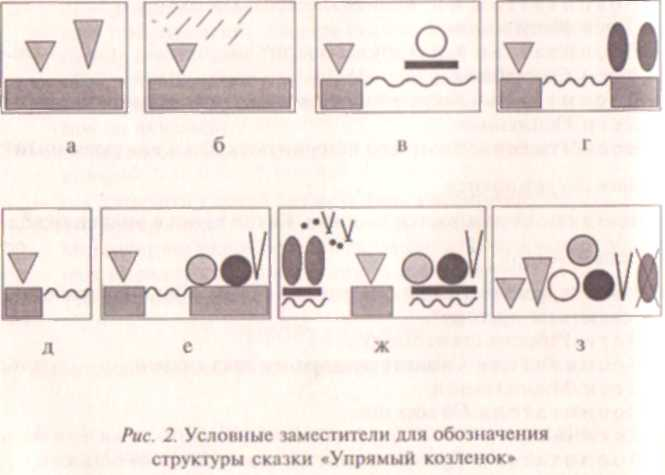 а б в г
д е ж з
Рис. 2. Условные заместители для обозначения
структуры сказки «Упрямый козленок»